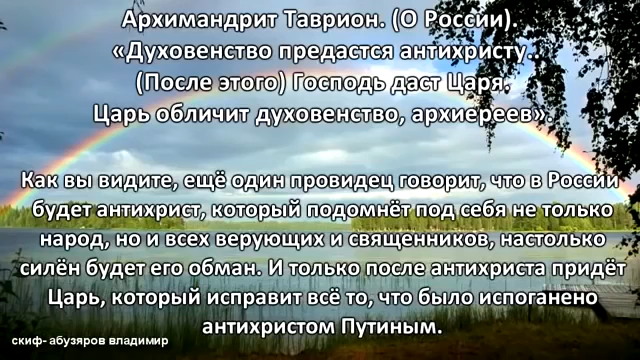 Архимандрит Таврион. (О России).
«Духовенство предастся антихристу..
(После этого) Господь даст Царя.
Царь обличит духовенство, архиереев».
Как вы видите, ещё один провидец говорит, что в России
будет антихрист, который подомнёт под себя не только
народ, но и всех верующих и священников, настолько
силён будет его обман. И только после антихриста придёт
Царь, который исправит всё то, что было испоганено
антихристом Путиным.
скиф- абузяров владимир